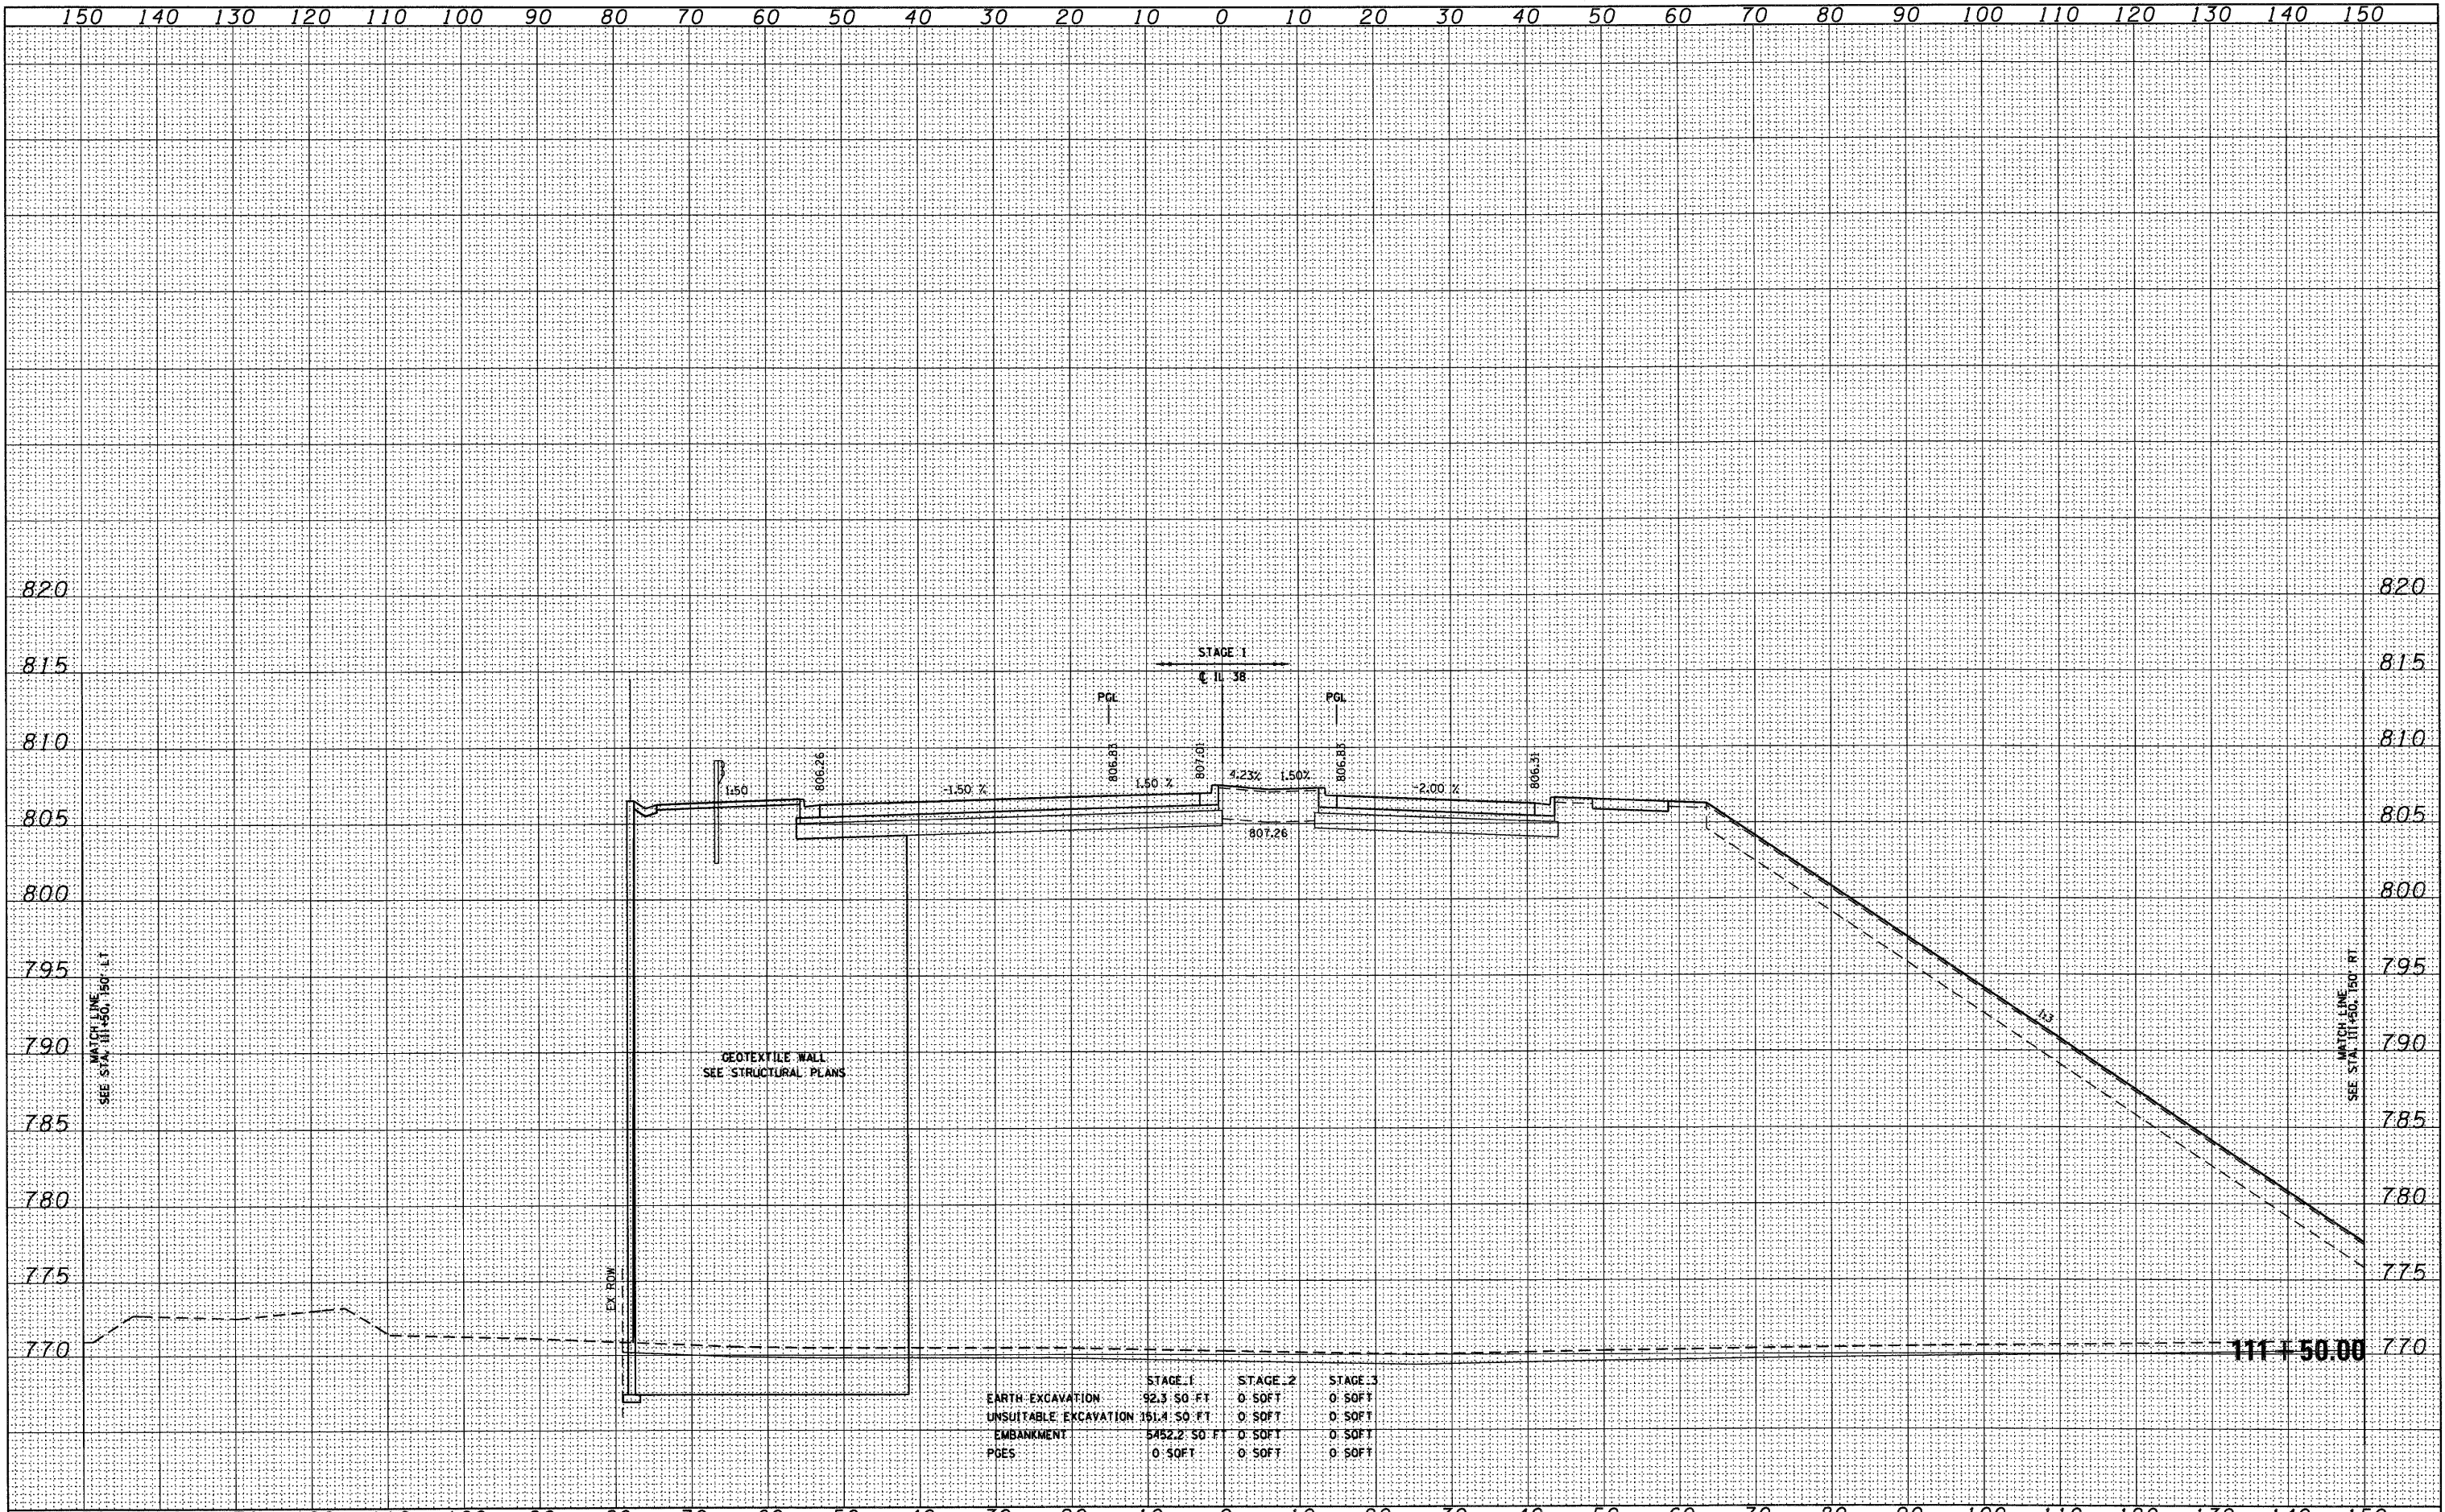 150 140 130 120 110 100 90 80 70 60 50 40 30 20 10 0 10 20 30 40 50 60 70 80 90 100 110 120 130 140 150
820 820
STAGE 1
815 815
℄ IL 38
PGL PGL
810 810
806.26 806.83 807.01 806.83 806.31
1:50 -1.50 % 1.50 % 4.23% 1.50% -2.00 %
805 805
807.26
800 800
795 795
MATCH LINE
SEE STA. 111+50, 150' LT
MATCH LINE
SEE STA. 111+50, 150' RT
1:3
790 790
GEOTEXTILE WALL
SEE STRUCTURAL PLANS
785 785
780 780
775 775
EX ROW
770 111+50.00 770
STAGE_1 STAGE_2 STAGE_3
EARTH EXCAVATION 92.3 SQ FT 0 SQFT 0 SQFT
UNSUITABLE EXCAVATION 151.4 SQ FT 0 SQFT 0 SQFT
EMBANKMENT 5452.2 SQ FT 0 SQFT 0 SQFT
PGES 0 SQFT 0 SQFT 0 SQFT